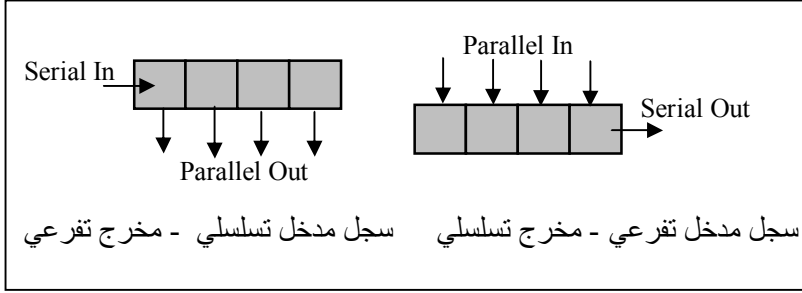 Serial In
Parallel Out
Parallel In
Serial Out
سجل مدخل تسلسلي - مخرج تفرعي
سجل مدخل تفرعي - مخرج تسلسلي